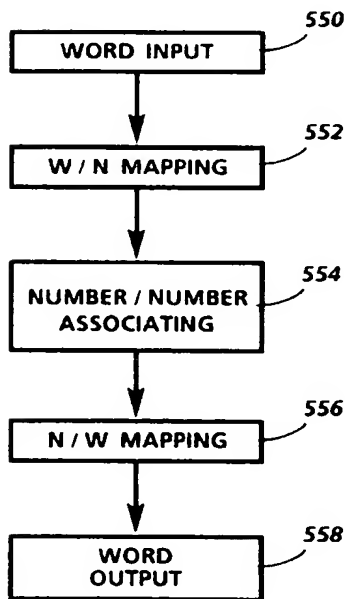 550
WORD INPUT
552
W / N MAPPING
554
NUMBER / NUMBER
ASSOCIATING
556
N / W MAPPING
558
WORD
OUTPUT